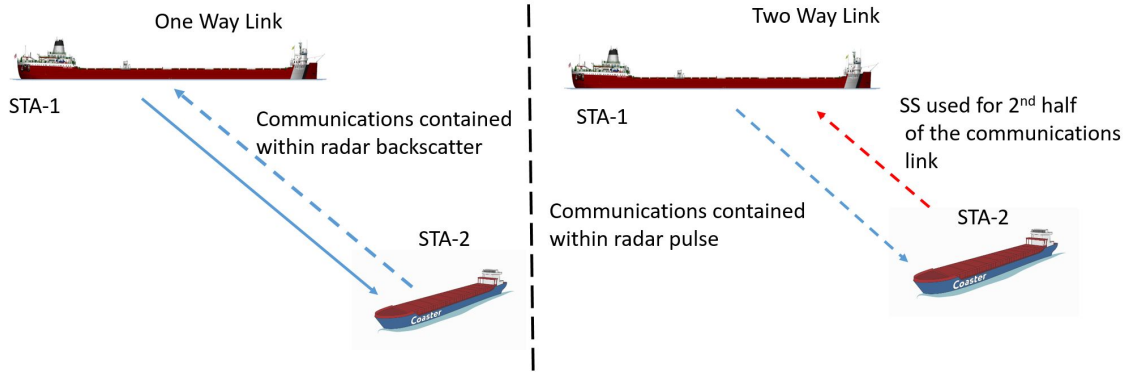 One Way Link
STA-1
Communications contained
within radar backscatter
STA-2
Coaster
Two Way Link
STA-1
SS used for 2nd half
of the communications
link
Communications contained
within radar pulse
STA-2
Coaster